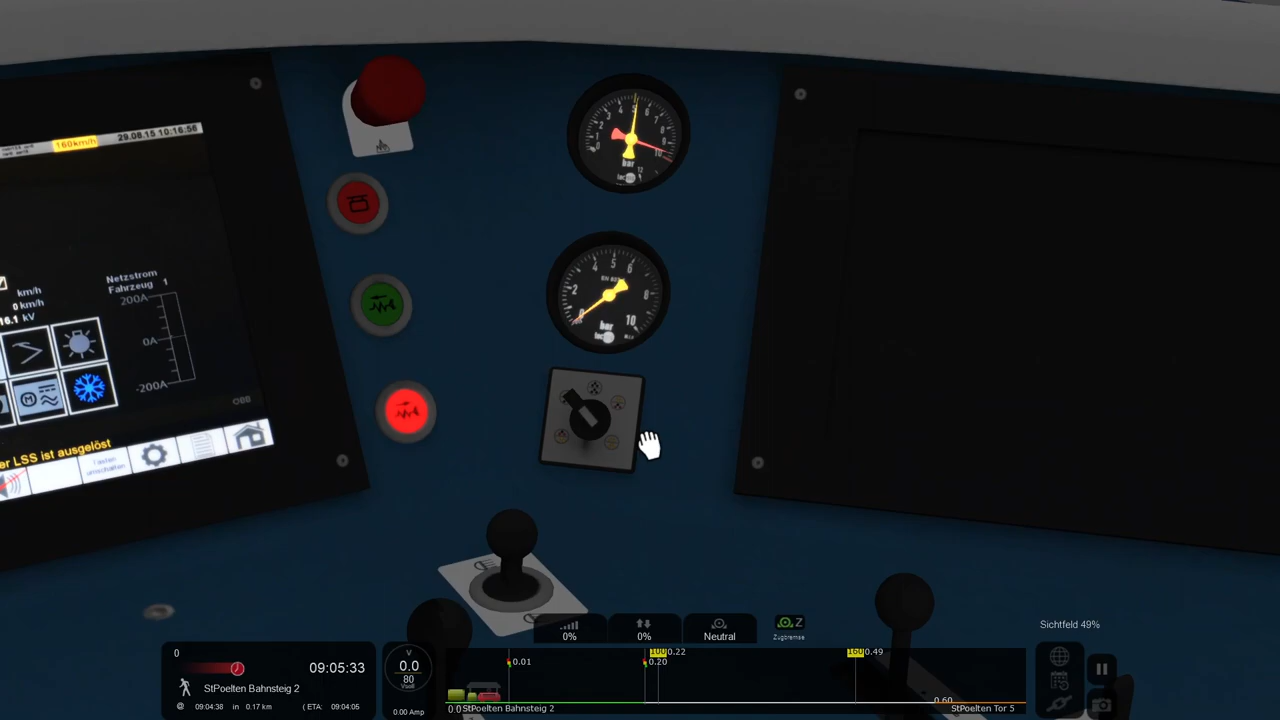 160km/h
29.08.15 10:16:56
km/h
0 km/h
16.1 kV
Netzstrom
Fahrzeug 1
200A
0A
-200A
ÖBB
er LSS ist ausgelöst
Tasten
umschalten
bar
bar
Sichtfeld 49%
0%
0%
Neutral
Zugbremse
0
09:05:33
StPoelten Bahnsteig 2
@ 09:04:38 in 0.17 km ( ETA: 09:04:05
V
0.0
80
Vsoll
0.00 Amp
0.01
0.20
100 0.22
160 0.49
0.60
0.0 StPoelten Bahnsteig 2
StPoelten Tor 5